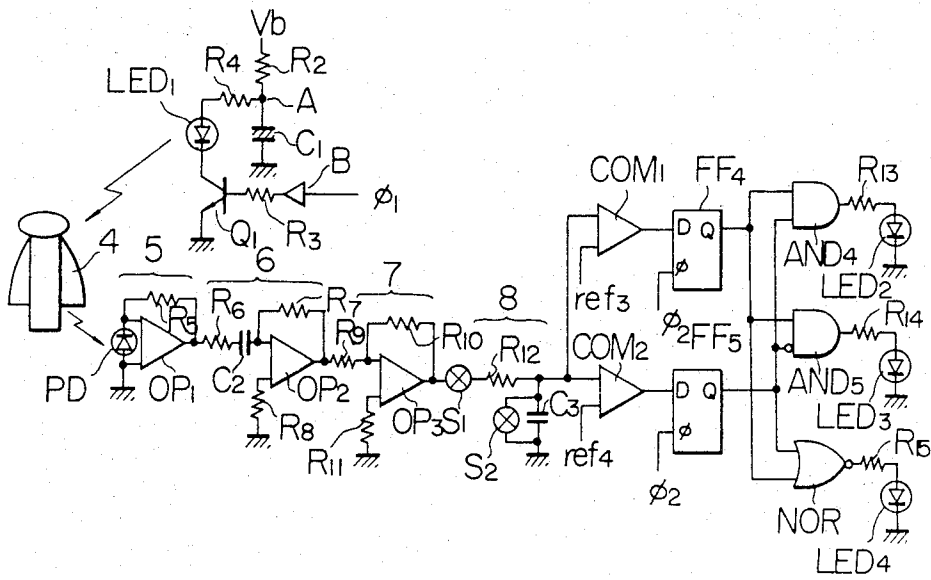 Vb
R4
R2
LED1
A
C1
B
φ1
R3
Q1
4
5
6
7
8
R5
R6
C2
R7
R8
R9
R10
R11
R12
PD
OP1
OP2
OP3
S1
S2
C3
COM1
ref3
COM2
ref4
FF4
D Q
φ
φ2
FF5
D Q
φ
φ2
AND4
R13
LED2
AND5
R14
LED3
NOR
R15
LED4